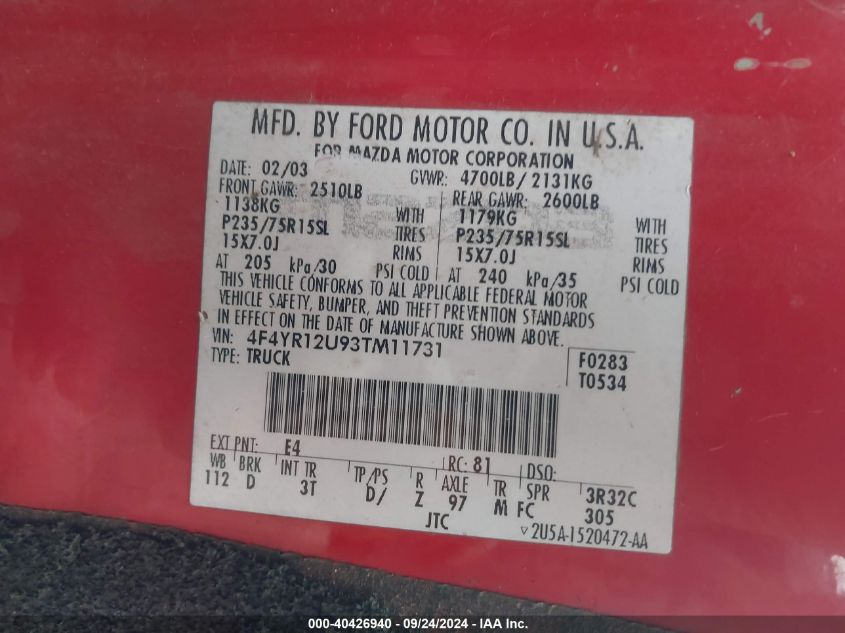 MFD. BY FORD MOTOR CO. IN U.S.A.
FOR MAZDA MOTOR CORPORATION
DATE: 02/03 GVWR: 4700LB/ 2131KG
FRONT GAWR: 2510LB REAR GAWR: 2600LB
1138KG WITH 1179KG WITH
P235/75R15SL TIRES P235/75R15SL TIRES
15X7.0J RIMS 15X7.0J RIMS
AT 205 kPa/30 PSI COLD AT 240 kPa/35 PSI COLD
THIS VEHICLE CONFORMS TO ALL APPLICABLE FEDERAL MOTOR
VEHICLE SAFETY, BUMPER, AND THEFT PREVENTION STANDARDS
IN EFFECT ON THE DATE OF MANUFACTURE SHOWN ABOVE.
VIN: 4F4YR12U93TM11731 F0283
TYPE: TRUCK T0534
EXT PNT: E4 RC: 81 DSO:
WB BRK INT TR TP/PS R AXLE TR SPR 3R32C
112 D 3T D/ Z 97 M FC 305
JTC ▽2U5A-1520472-AA
000-40426940 - 09/24/2024 - IAA Inc.